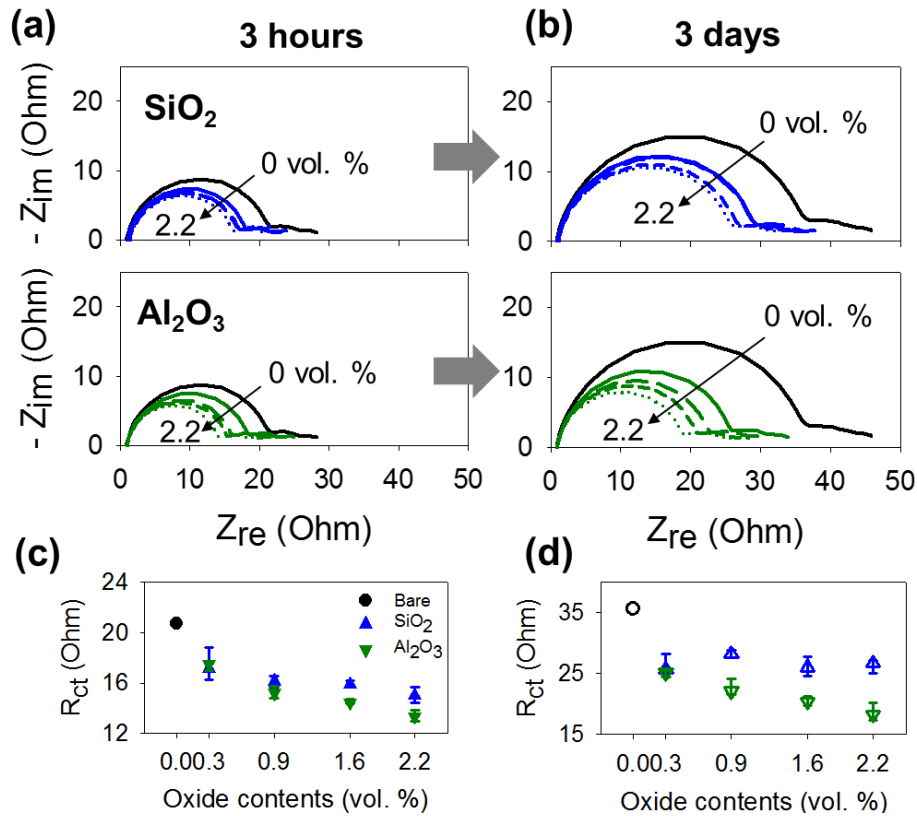 (a)
3 hours
(b)
3 days
- Zim (Ohm)
20
10
0
SiO2
0 vol. %
2.2
20
10
0
0 vol. %
2.2
- Zim (Ohm)
20
10
0
Al2O3
0 vol. %
2.2
0 10 20 30 40 50
20
10
0
0 vol. %
2.2
0 10 20 30 40 50
Zre (Ohm)
Zre (Ohm)
(c)
Rct (Ohm)
24
20
16
12
Bare
SiO2
Al2O3
0.00.3 0.9 1.6 2.2
Oxide contents (vol. %)
(d)
Rct (Ohm)
35
25
15
0.00.3 0.9 1.6 2.2
Oxide contents (vol. %)